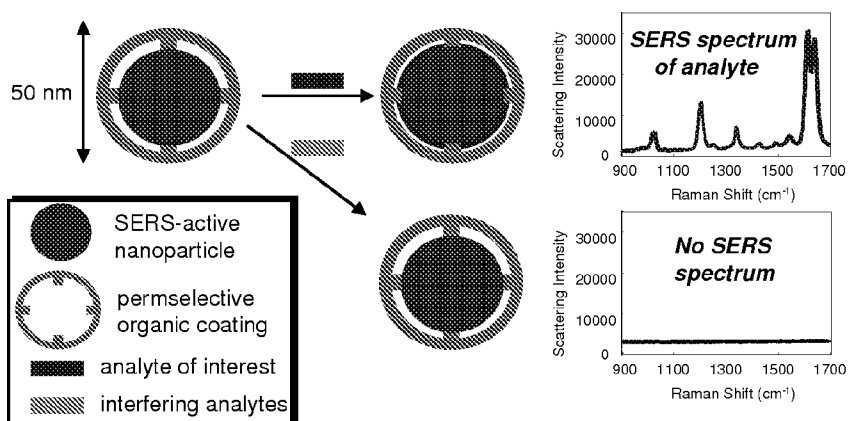 50 nm
SERS-active
nanoparticle
permselective
organic coating
analyte of interest
interfering analytes
SERS spectrum
of analyte
Scattering Intensity
30000
20000
10000
0
900 1100 1300 1500 1700
Raman Shift (cm⁻¹)
No SERS
spectrum
Scattering Intensity
30000
20000
10000
0
900 1100 1300 1500 1700
Raman Shift (cm⁻¹)